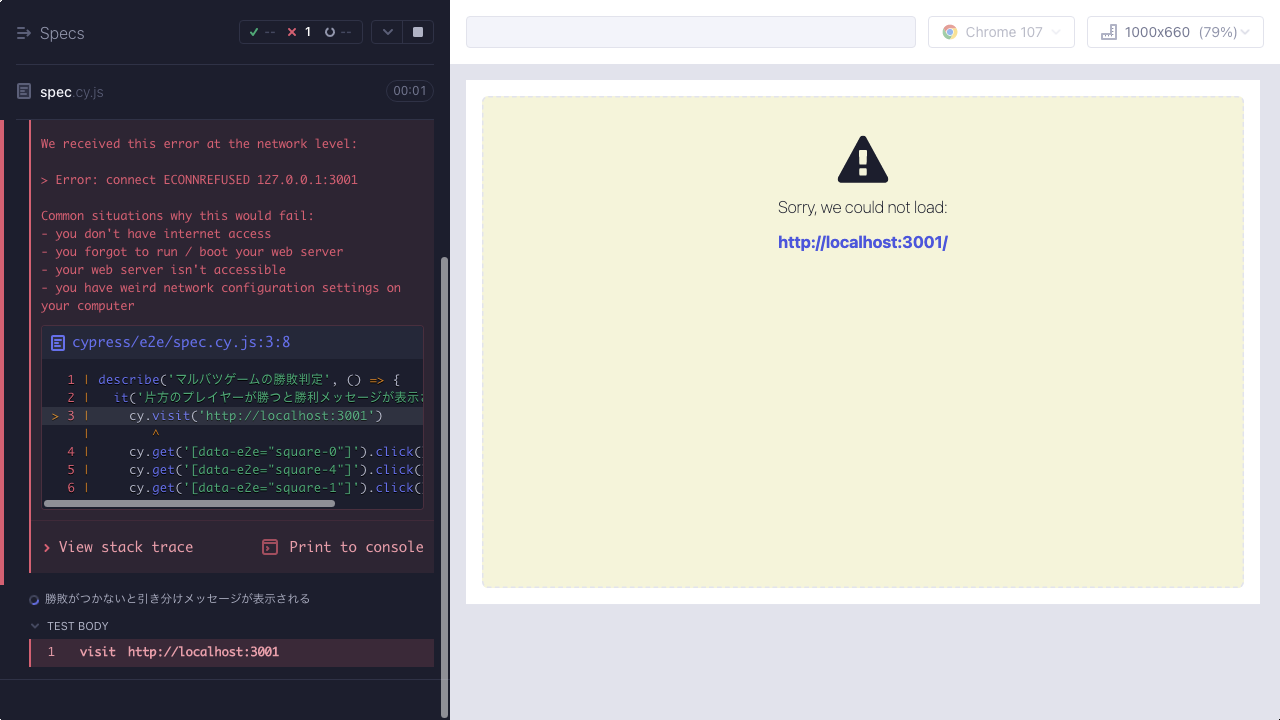 Specs
-- 1 --
spec.cy.js
00:01
We received this error at the network level:
> Error: connect ECONNREFUSED 127.0.0.1:3001
Common situations why this would fail:
- you don't have internet access
- you forgot to run / boot your web server
- your web server isn't accessible
- you have weird network configuration settings on
your computer
cypress/e2e/spec.cy.js:3:8
1 | describe('マルバツゲームの勝敗判定', () => {
2 | it('片方のプレイヤーが勝つと勝利メッセージが表示さ
> 3 | cy.visit('http://localhost:3001')
| ^
4 | cy.get('[data-e2e="square-0"]').click(
5 | cy.get('[data-e2e="square-4"]').click(
6 | cy.get('[data-e2e="square-1"]').click(
View stack trace
Print to console
勝敗がつかないと引き分けメッセージが表示される
TEST BODY
1 visit http://localhost:3001
Chrome 107
1000x660 (79%)
Sorry, we could not load:
http://localhost:3001/